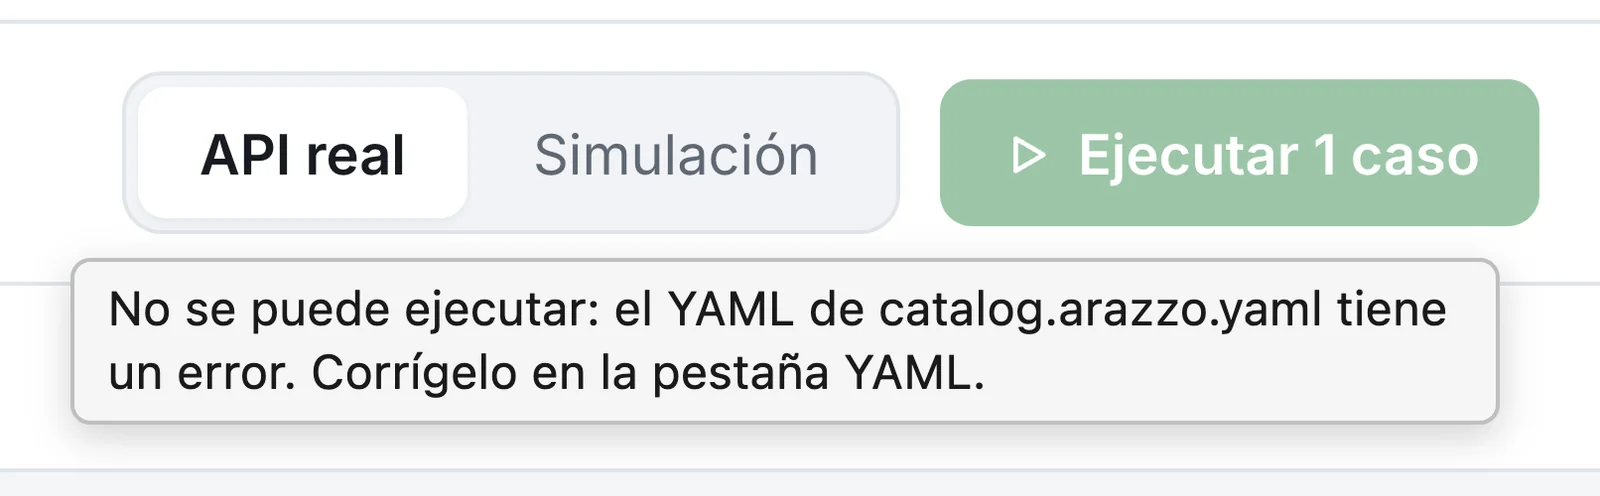 API real
Simulación
Ejecutar 1 caso
No se puede ejecutar: el YAML de catalog.arazzo.yaml tiene
un error. Corrígelo en la pestaña YAML.